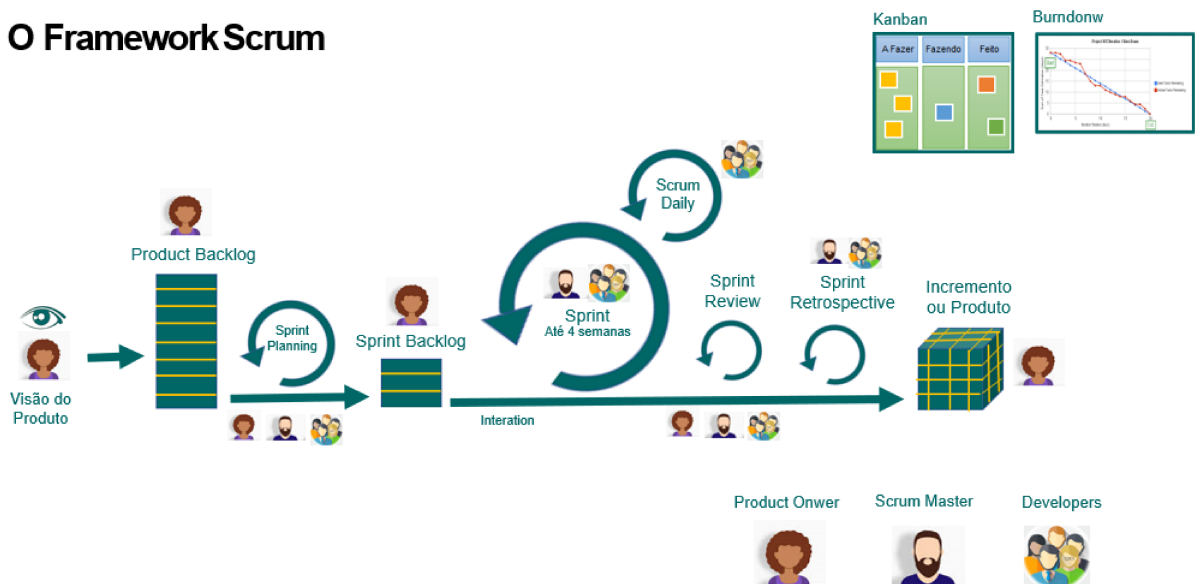 O Framework Scrum
Kanban
A Fazer
Fazendo
Feito
Burndonw
Scrum
Daily
Product Backlog
Sprint
Planning
Sprint Backlog
Sprint
Até 4 semanas
Sprint
Review
Sprint
Retrospective
Incremento
ou Produto
Visão do
Produto
Interation
Product Onwer
Scrum Master
Developers